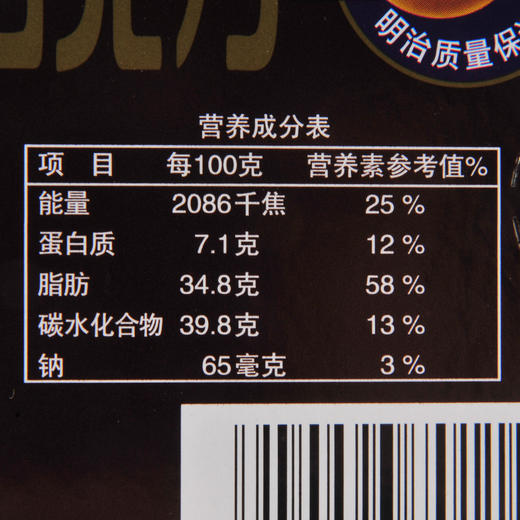 明治质量保
营养成分表
项 目 每100克 营养素参考值%
能量 2086千焦 25 %
蛋白质 7.1克 12 %
脂肪 34.8克 58 %
碳水化合物 39.8克 13 %
钠 65毫克 3 %